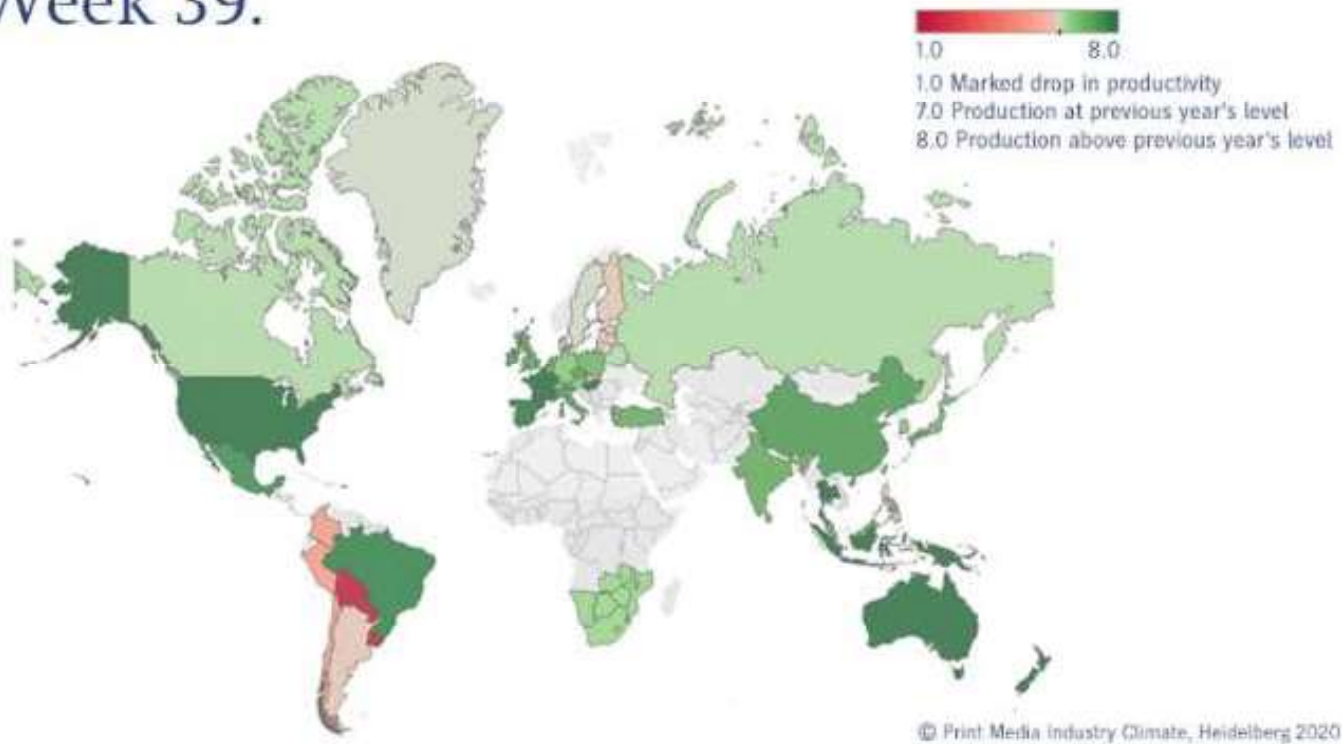 Week 39.
1.0 8.0
1.0 Marked drop in productivity
7.0 Production at previous year's level
8.0 Production above previous year's level
© Print Media Industry Climate, Heidelberg 2020